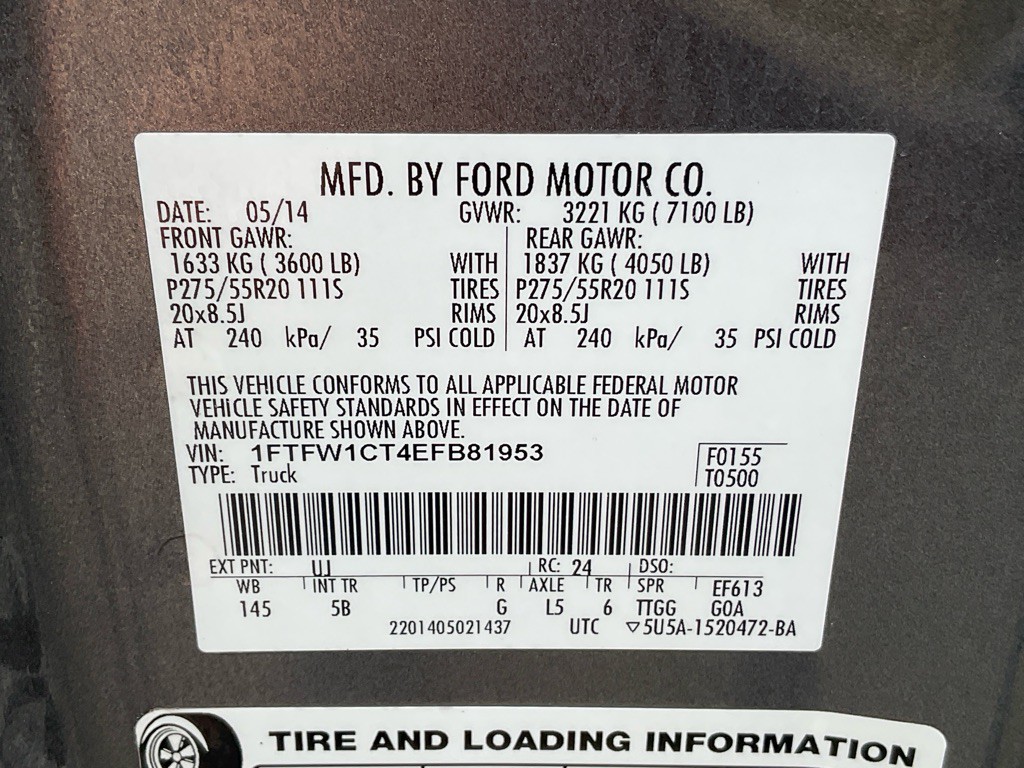 MFD. BY FORD MOTOR CO.
DATE: 05/14 GVWR: 3221 KG ( 7100 LB)
FRONT GAWR: REAR GAWR:
1633 KG ( 3600 LB) WITH 1837 KG ( 4050 LB) WITH
P275/55R20 111S TIRES P275/55R20 111S TIRES
20x8.5J RIMS 20x8.5J RIMS
AT 240 kPa/ 35 PSI COLD AT 240 kPa/ 35 PSI COLD
THIS VEHICLE CONFORMS TO ALL APPLICABLE FEDERAL MOTOR
VEHICLE SAFETY STANDARDS IN EFFECT ON THE DATE OF
MANUFACTURE SHOWN ABOVE.
VIN: 1FTFW1CT4EFB81953 F0155
TYPE: Truck T0500
EXT PNT: UJ RC: 24 DSO:
WB INT TR TP/PS R AXLE TR SPR EF613
145 5B G L5 6 TTGG GOA
2201405021437 UTC ▽5U5A-1520472-BA
TIRE AND LOADING INFORMATION